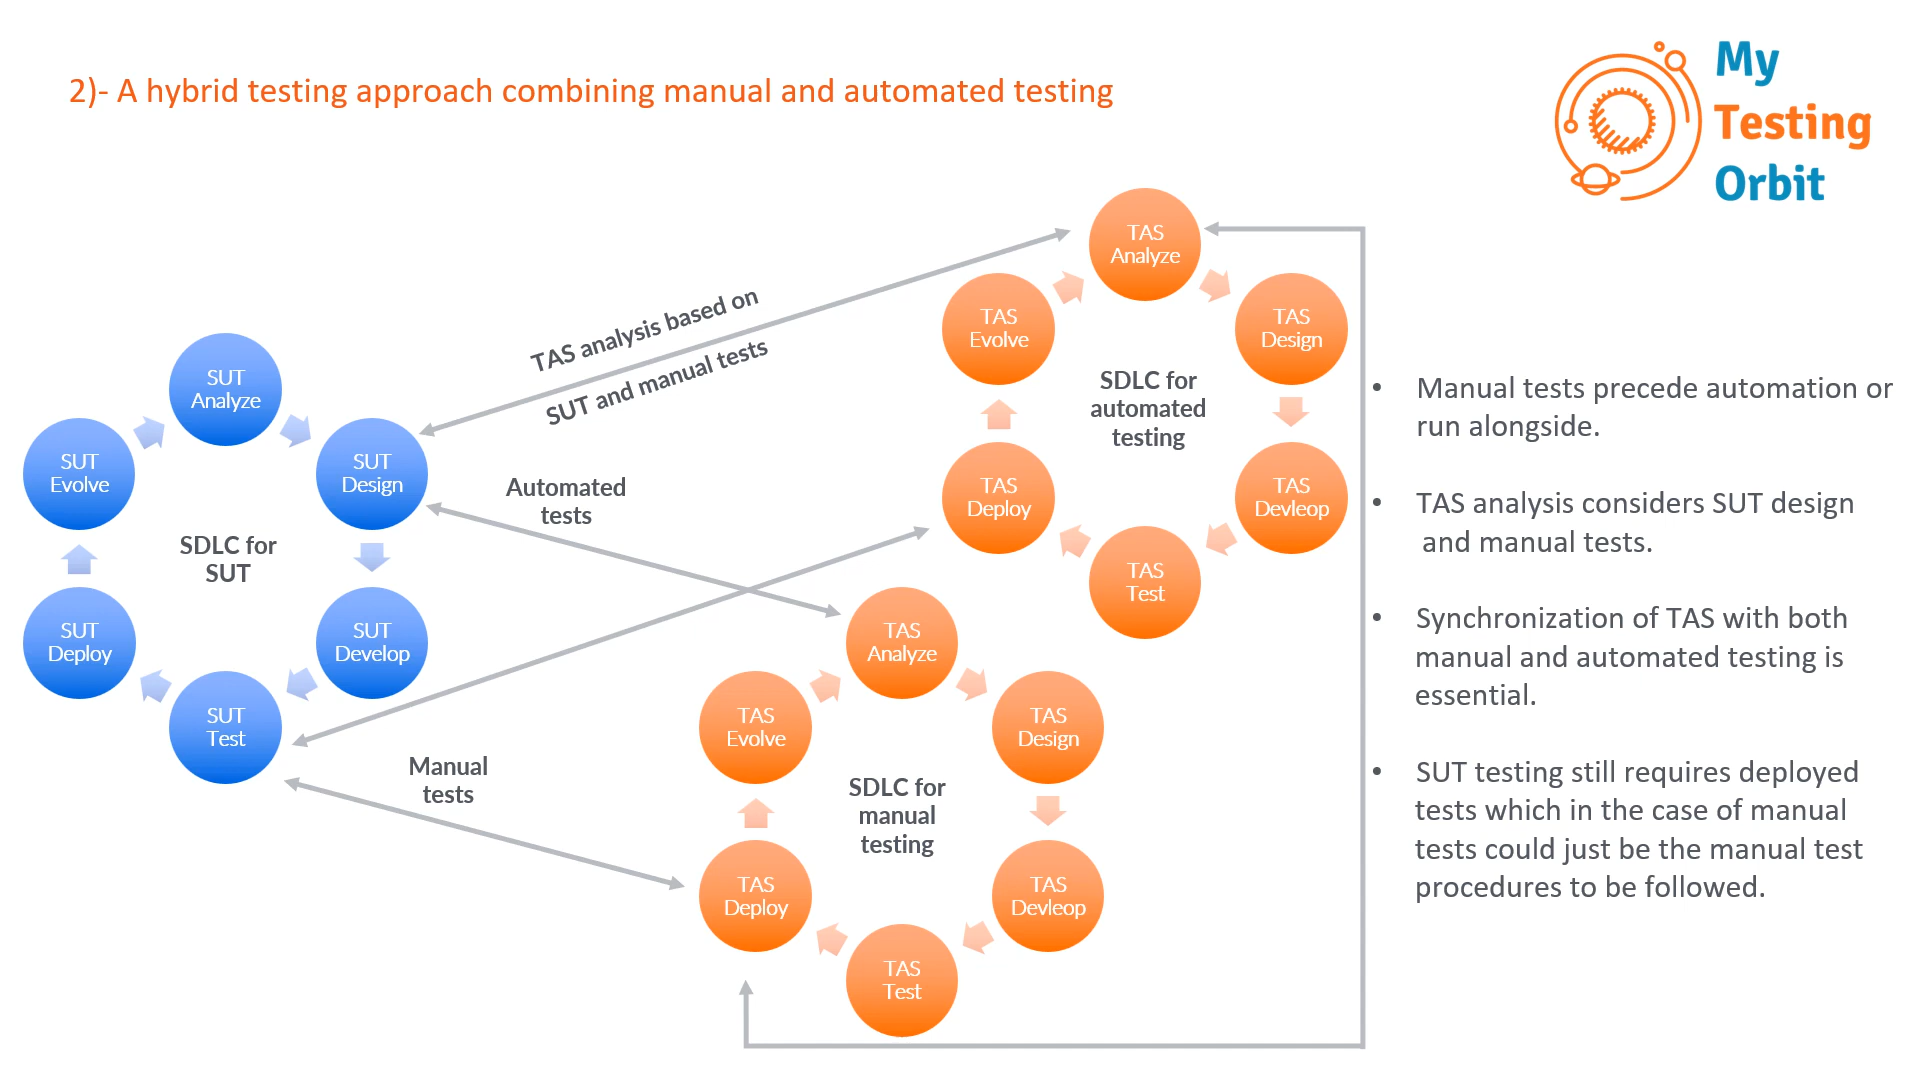 2)- A hybrid testing approach combining manual and automated testing
My
Testing
Orbit
SUT
Analyze
SUT
Design
SUT
Develop
SUT
Test
SUT
Deploy
SUT
Evolve
SDLC for
SUT
TAS analysis based on
SUT and manual tests
Automated
tests
Manual
tests
TAS
Analyze
TAS
Design
TAS
Devleop
TAS
Test
TAS
Deploy
TAS
Evolve
SDLC for
automated
testing
TAS
Analyze
TAS
Design
TAS
Devleop
TAS
Test
TAS
Deploy
TAS
Evolve
SDLC for
manual
testing
• Manual tests precede automation or
run alongside.
• TAS analysis considers SUT design
and manual tests.
• Synchronization of TAS with both
manual and automated testing is
essential.
• SUT testing still requires deployed
tests which in the case of manual
tests could just be the manual test
procedures to be followed.